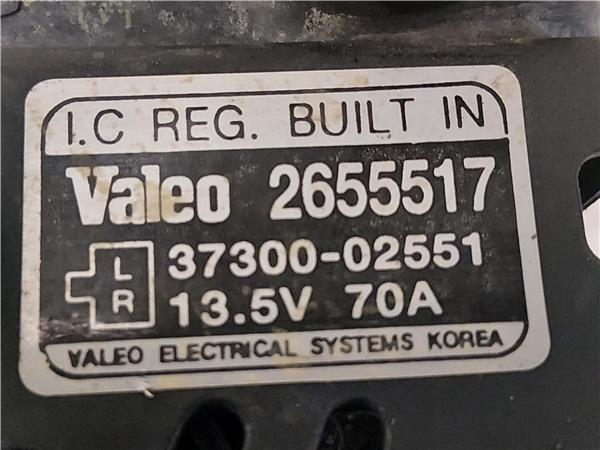 I.C REG. BUILT IN
Valeo 2655517
L 37300-02551
R 13.5V 70A
VALEO ELECTRICAL SYSTEMS KOREA